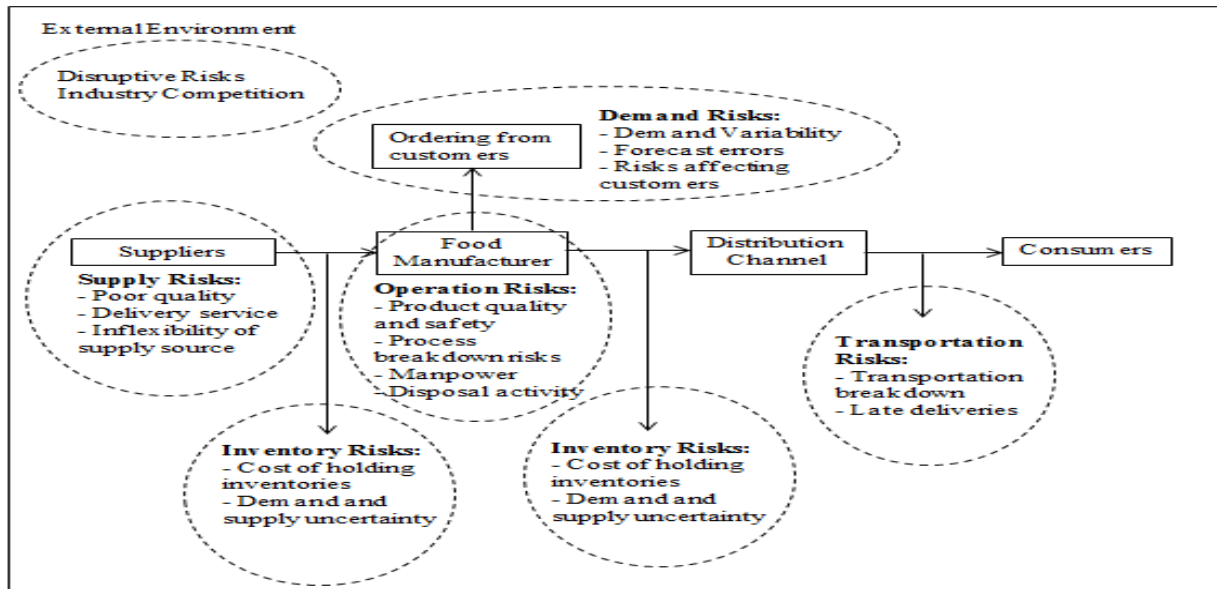 External Environment
Disruptive Risks
Industry Competition
Ordering from
customers
Demand Risks:
- Demand Variability
- Forecast errors
- Risks affecting
customers
Suppliers
Supply Risks:
- Poor quality
- Delivery service
- Inflexibility of
supply source
Food
Manufacturer
Operation Risks:
- Product quality
and safety
- Process
breakdown risks
- Manpower
- Disposal activity
Distribution
Channel
Consumers
Transportation
Risks:
- Transportation
breakdown
- Late deliveries
Inventory Risks:
- Cost of holding
inventories
- Demand and
supply uncertainty
Inventory Risks:
- Cost of holding
inventories
- Demand and
supply uncertainty